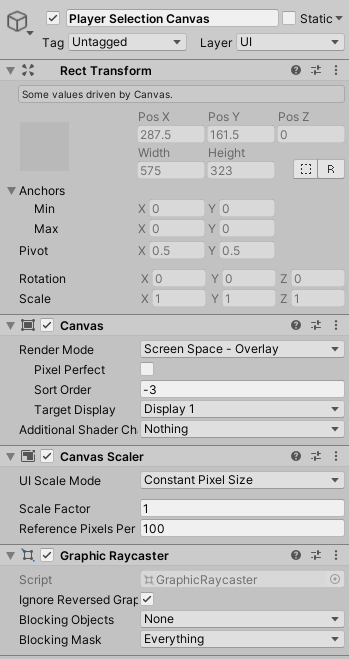 Player Selection Canvas Static
Tag Untagged Layer UI
Rect Transform
Some values driven by Canvas.
Pos X Pos Y Pos Z
287.5 161.5 0
Width Height
575 323 R
Anchors
Min X 0 Y 0
Max X 0 Y 0
Pivot X 0.5 Y 0.5
Rotation X 0 Y 0 Z 0
Scale X 1 Y 1 Z 1
Canvas
Render Mode Screen Space - Overlay
Pixel Perfect
Sort Order -3
Target Display Display 1
Additional Shader Ch Nothing
Canvas Scaler
UI Scale Mode Constant Pixel Size
Scale Factor 1
Reference Pixels Per 100
Graphic Raycaster
Script GraphicRaycaster
Ignore Reversed Grap
Blocking Objects None
Blocking Mask Everything